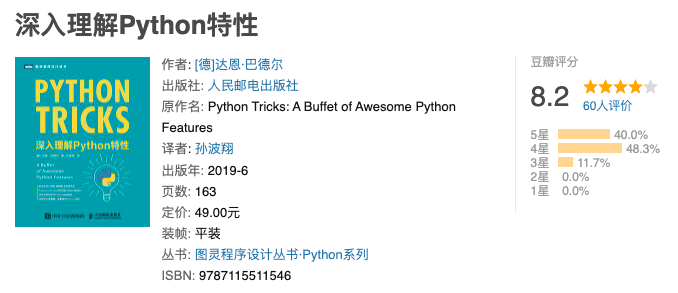 深入理解Python特性
PYTHON
TRICKS
深入理解Python特性
A Buffet
of Awesome
Python
Features
作者: [德]达恩·巴德尔
出版社: 人民邮电出版社
原作名: Python Tricks: A Buffet of Awesome Python
Features
译者: 孙波翔
出版年: 2019-6
页数: 163
定价: 49.00元
装帧: 平装
丛书: 图灵程序设计丛书·Python系列
ISBN: 9787115511546
豆瓣评分
8.2
60人评价
5星 40.0%
4星 48.3%
3星 11.7%
2星 0.0%
1星 0.0%